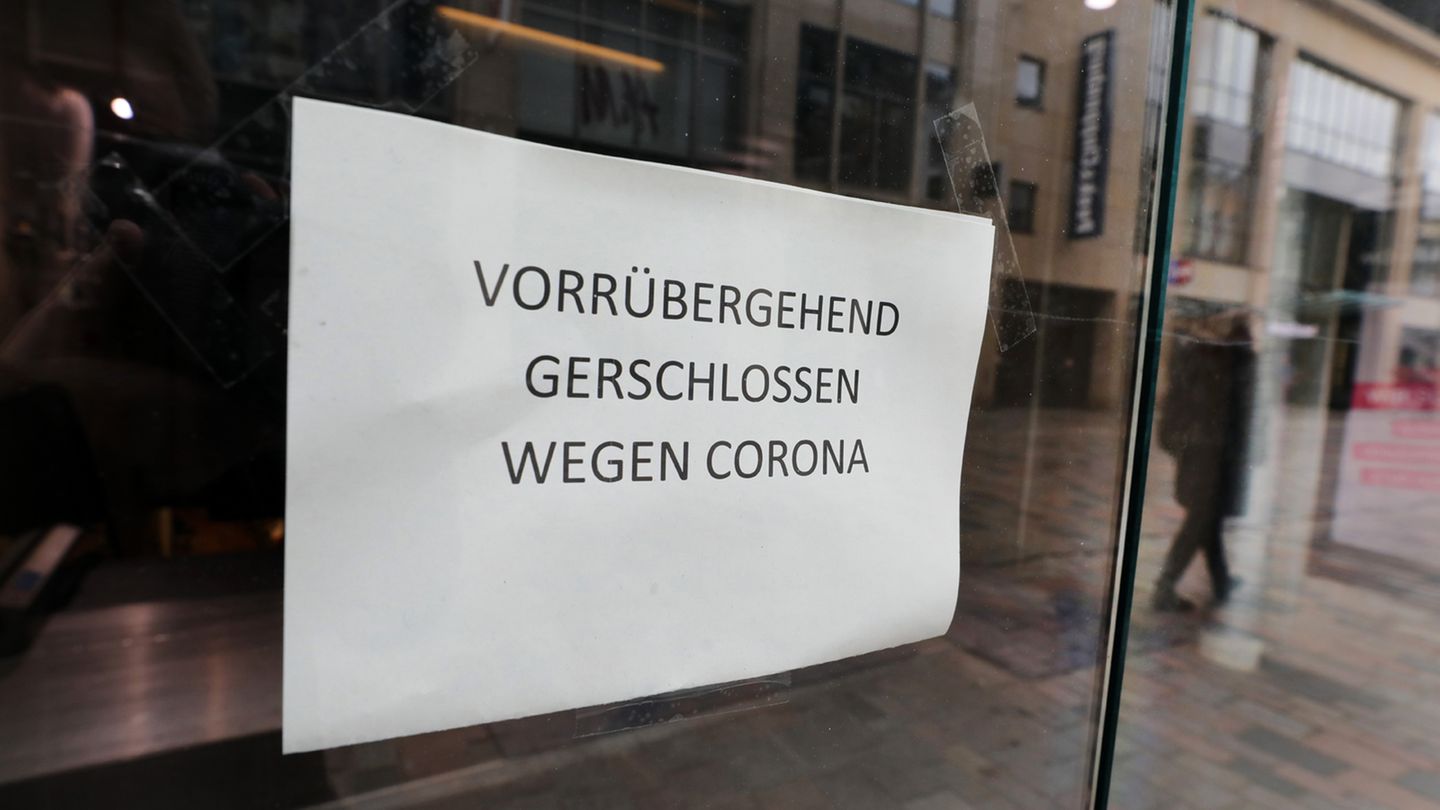 VORRÜBERGEHEND
GERSCHLOSSEN
WEGEN CORONA
H&M